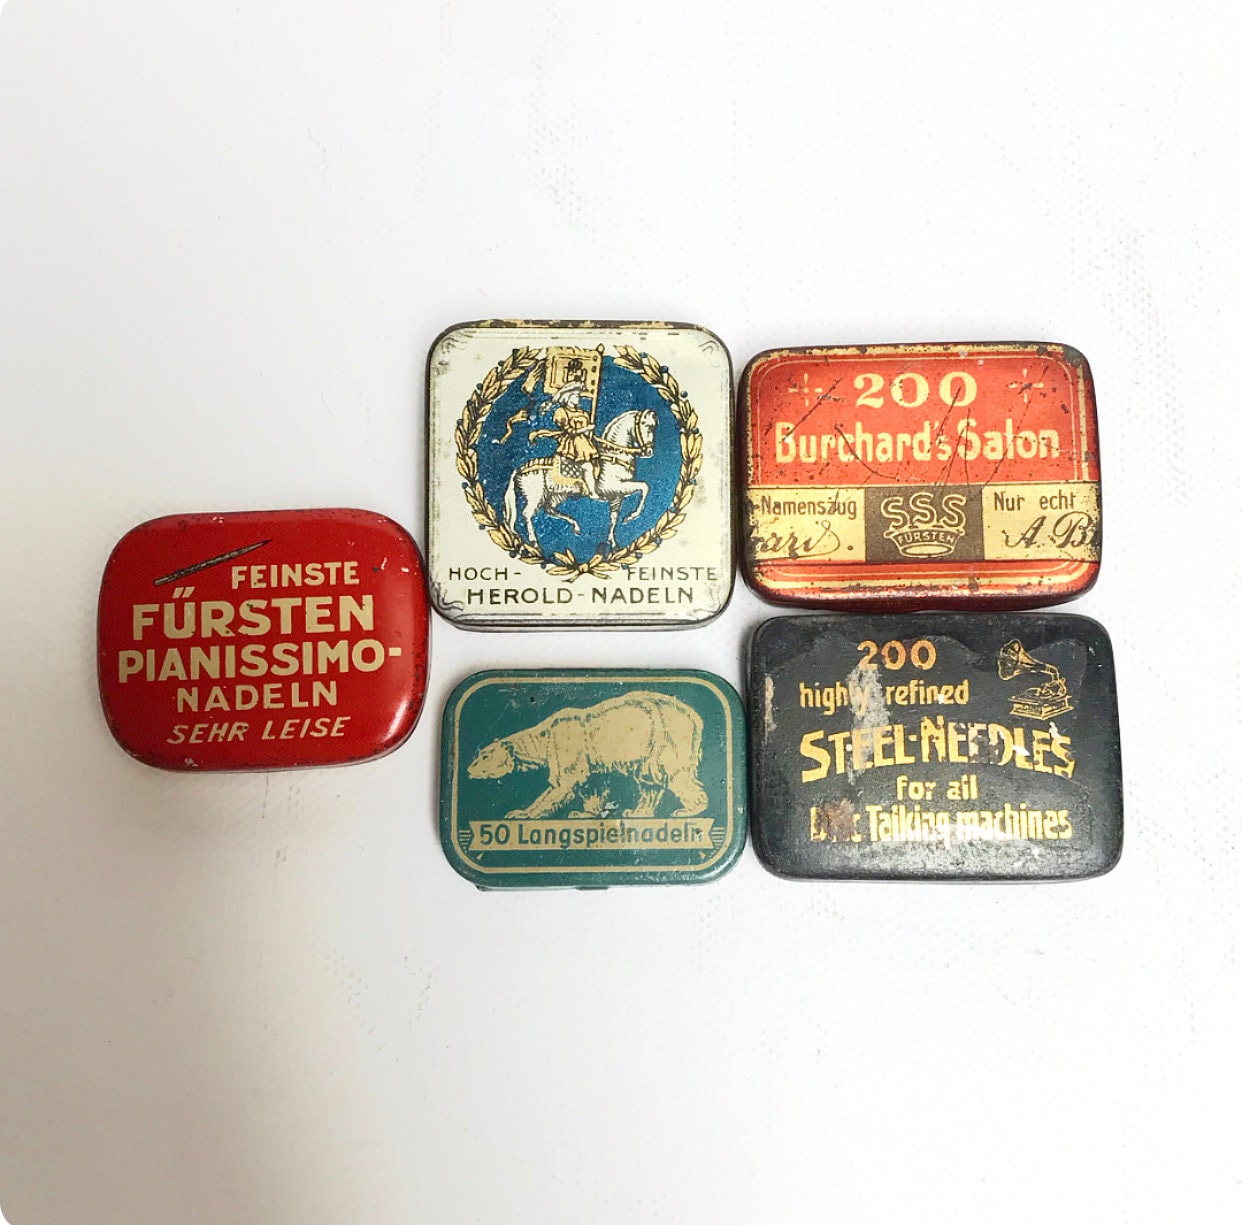 FEINSTE
FÜRSTEN
PIANISSIMO-
NADELN
SEHR LEISE
HOCH- FEINSTE
HEROLD-NADELN
200
Burchard's Salon
-Namenszug
SSS
FÜRSTEN
Nur echt
A. B
50 Langspielnadeln
200
highly refined
STEEL-NEEDLES
for all
Disc Talking machines